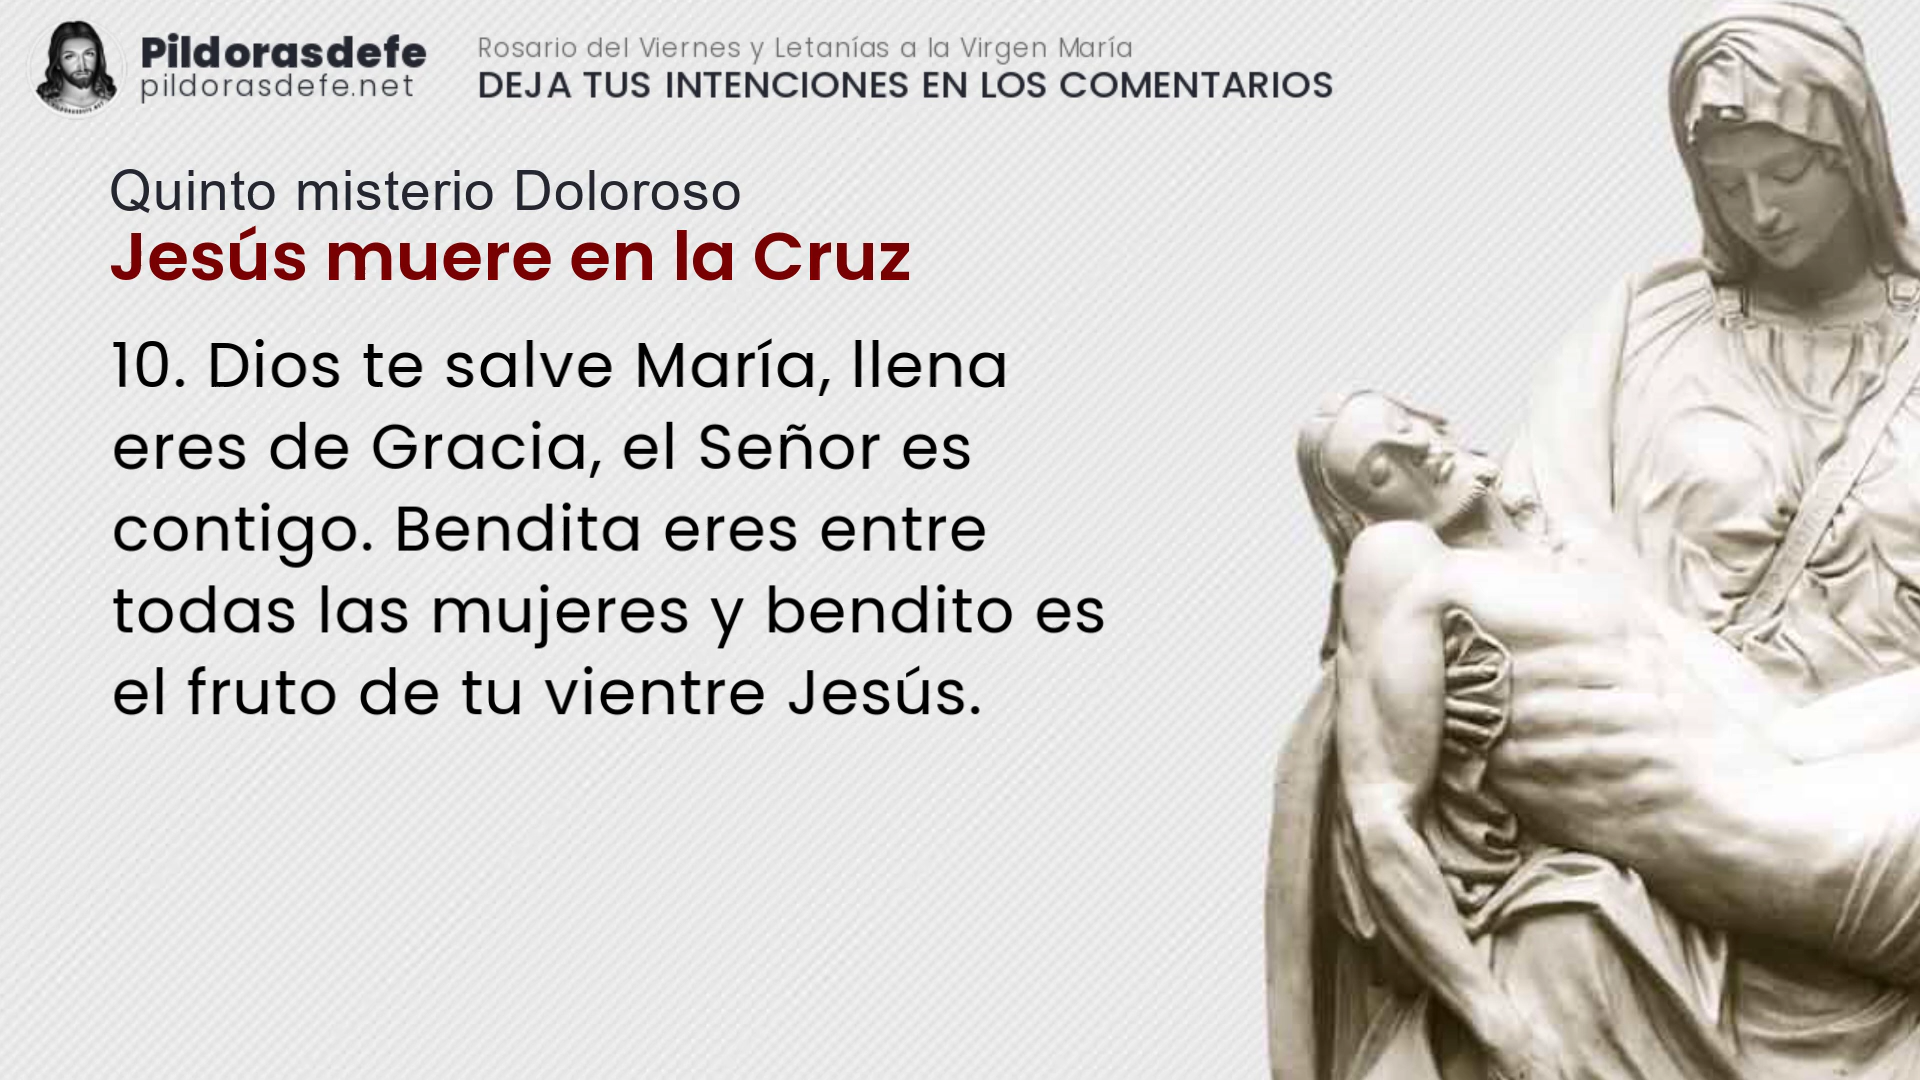 Pildorasdefe
pildorasdefe.net
Rosario del Viernes y Letanías a la Virgen María
DEJA TUS INTENCIONES EN LOS COMENTARIOS
Quinto misterio Doloroso
Jesús muere en la Cruz
10. Dios te salve María, llena
eres de Gracia, el Señor es
contigo. Bendita eres entre
todas las mujeres y bendito es
el fruto de tu vientre Jesús.